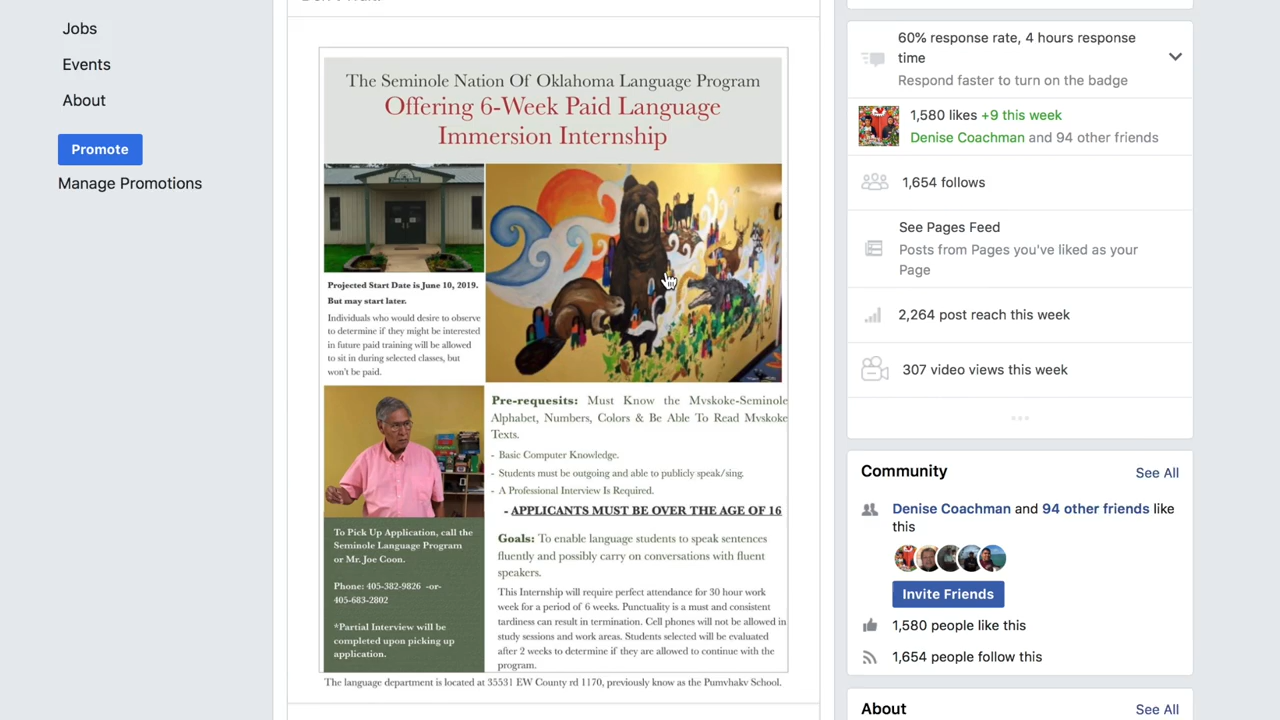 Jobs
Events
About
Promote
Manage Promotions
The Seminole Nation Of Oklahoma Language Program
Offering 6-Week Paid Language
Immersion Internship
Projected Start Date is June 10, 2019.
But may start later.
Individuals who would desire to observe
to determine if they might be interested
in future paid training will be allowed
to sit in during selected classes, but
won't be paid.
Pre-requesits: Must Know the Mvskoke-Seminole
Alphabet, Numbers, Colors & Be Able To Read Mvskoke
Texts.
- Basic Computer Knowledge.
- Students must be outgoing and able to publicly speak/sing.
- A Professional Interview Is Required.
- APPLICANTS MUST BE OVER THE AGE OF 16
Goals: To enable language students to speak sentences
fluently and possibly carry on conversations with fluent
speakers.
This Internship will require perfect attendance for 30 hour work
week for a period of 6 weeks. Punctuality is a must and consistent
tardiness can result in termination. Cell phones will not be allowed in
study sessions and work areas. Students selected will be evaluated
after 2 weeks to determine if they are allowed to continue with the
program.
To Pick Up Application, call the
Seminole Language Program
or Mr. Joe Coon.
Phone: 405-382-9826 -or-
405-683-2802
*Partial Interview will be
completed upon picking up
application.
The language department is located at 35531 EW County rd 1170, previously know as the Pumvhakv School.
60% response rate, 4 hours response
time
Respond faster to turn on the badge
1,580 likes +9 this week
Denise Coachman and 94 other friends
1,654 follows
See Pages Feed
Posts from Pages you've liked as your
Page
2,264 post reach this week
307 video views this week
Community
See All
Denise Coachman and 94 other friends like
this
Invite Friends
1,580 people like this
1,654 people follow this
About
See All